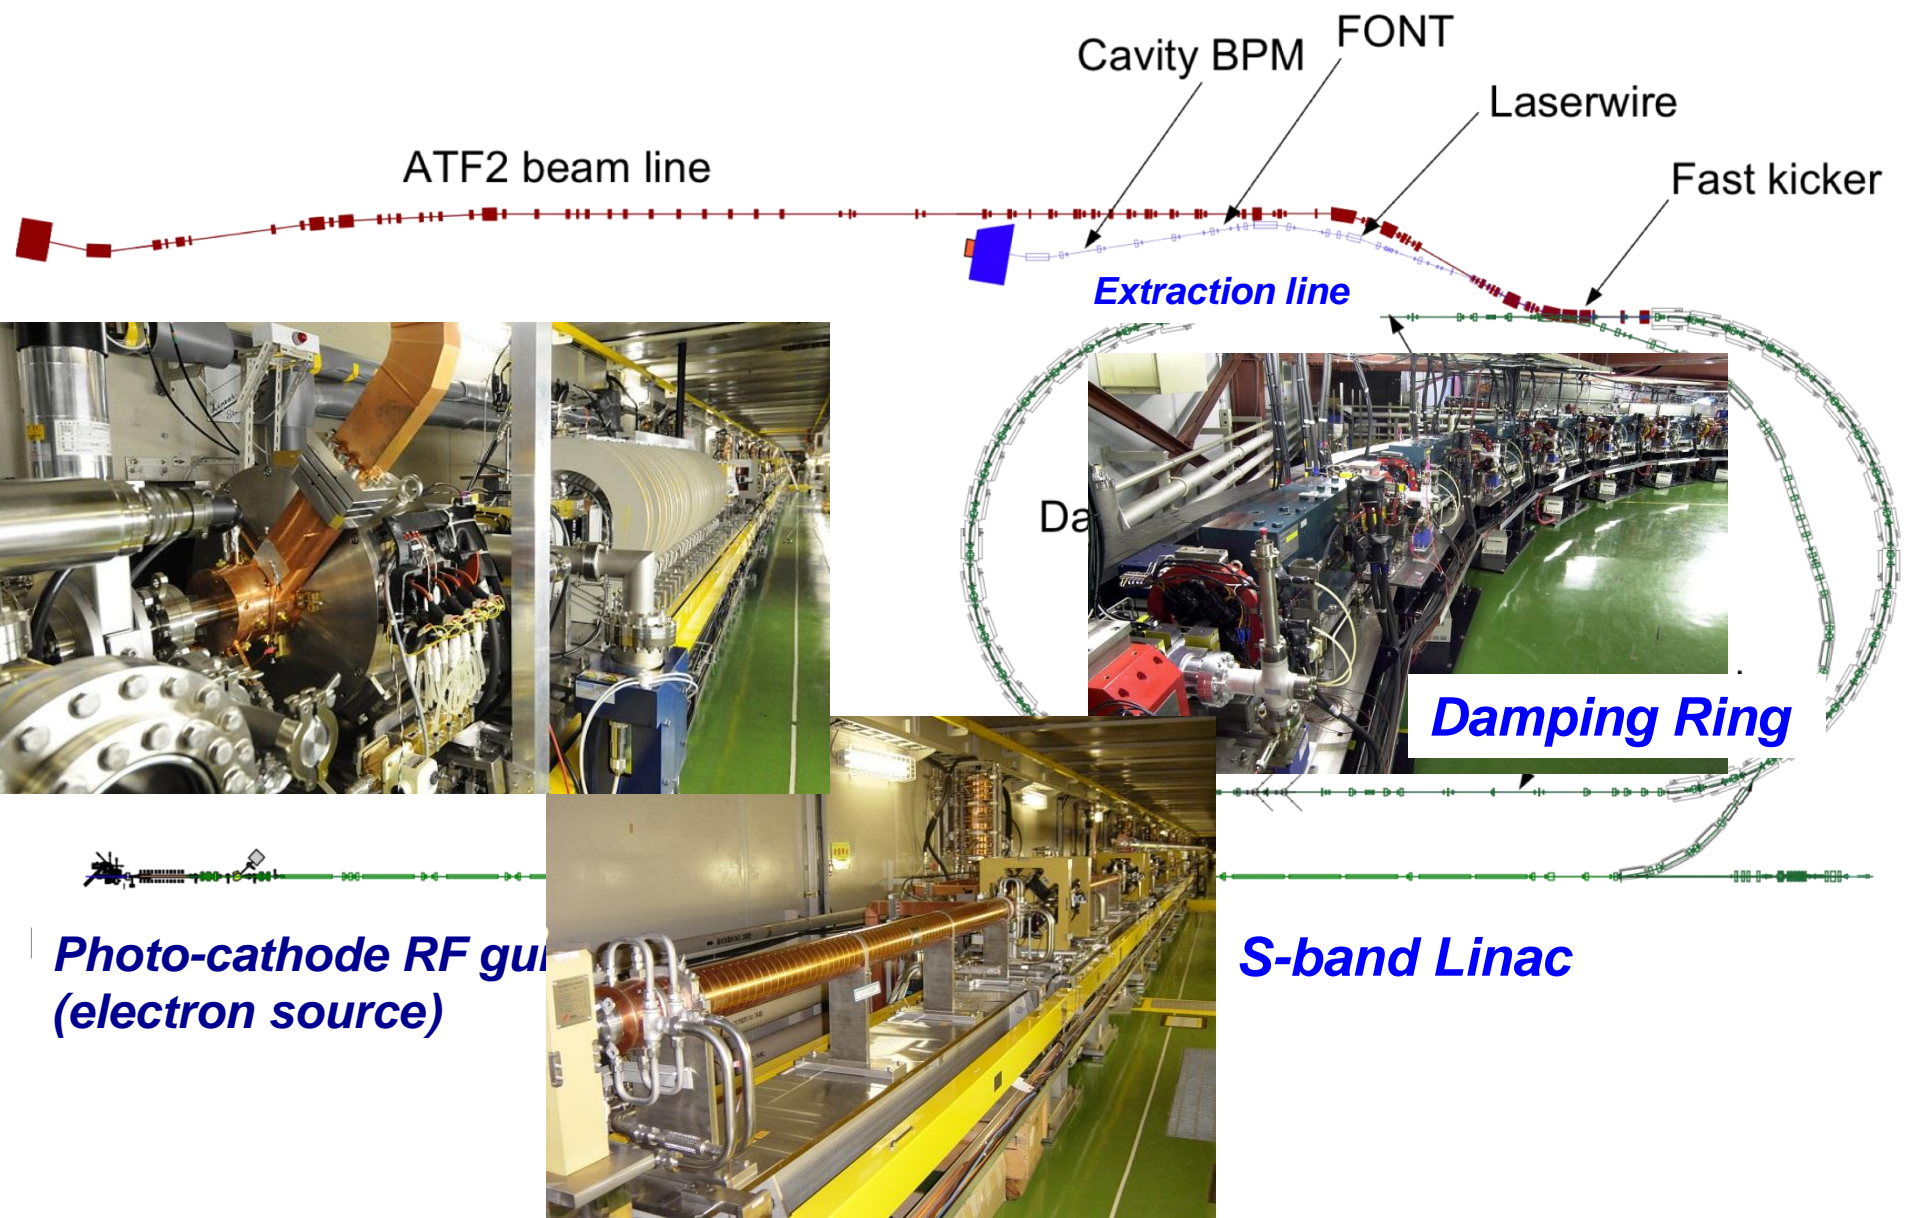 FONT
Cavity BPM
Laserwire
ATF2 beam line
Fast kicker
Extraction line
Da
Damping Ring
Photo-cathode RF gu
(electron source)
S-band Linac